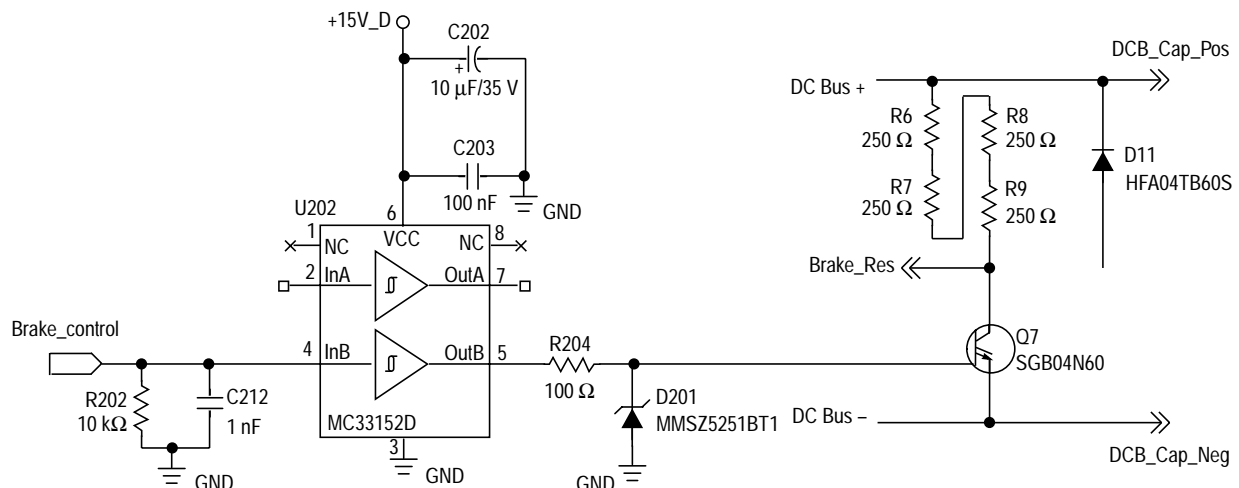 +15V_D
C202
+
10 μF/35 V
C203
100 nF
GND
U202
6
VCC
1
NC
8
NC
2
InA
OutA
7
Brake_control
4
InB
OutB
5
R202
10 kΩ
C212
1 nF
GND
MC33152D
3
GND
R204
100 Ω
D201
MMSZ5251BT1
GND
DCB_Cap_Pos
DC Bus +
R6
250 Ω
R8
250 Ω
R7
250 Ω
R9
250 Ω
D11
HFA04TB60S
Brake_Res
Q7
SGB04N60
DC Bus –
DCB_Cap_Neg